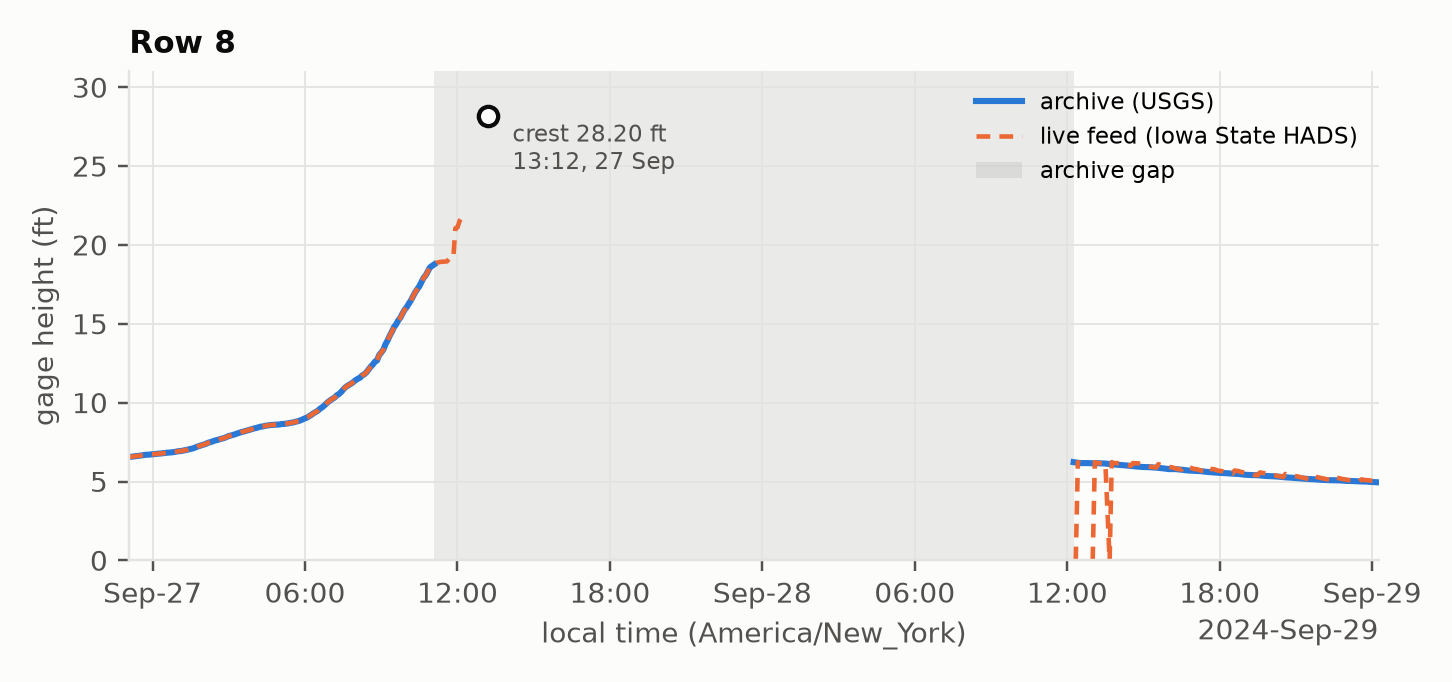 Row 8
30
25
20
15
10
5
0
gage height (ft)
crest 28.20 ft
13:12, 27 Sep
archive (USGS)
live feed (Iowa State HADS)
archive gap
Sep-27 06:00 12:00 18:00 Sep-28 06:00 12:00 18:00 Sep-29
local time (America/New_York)
2024-Sep-29